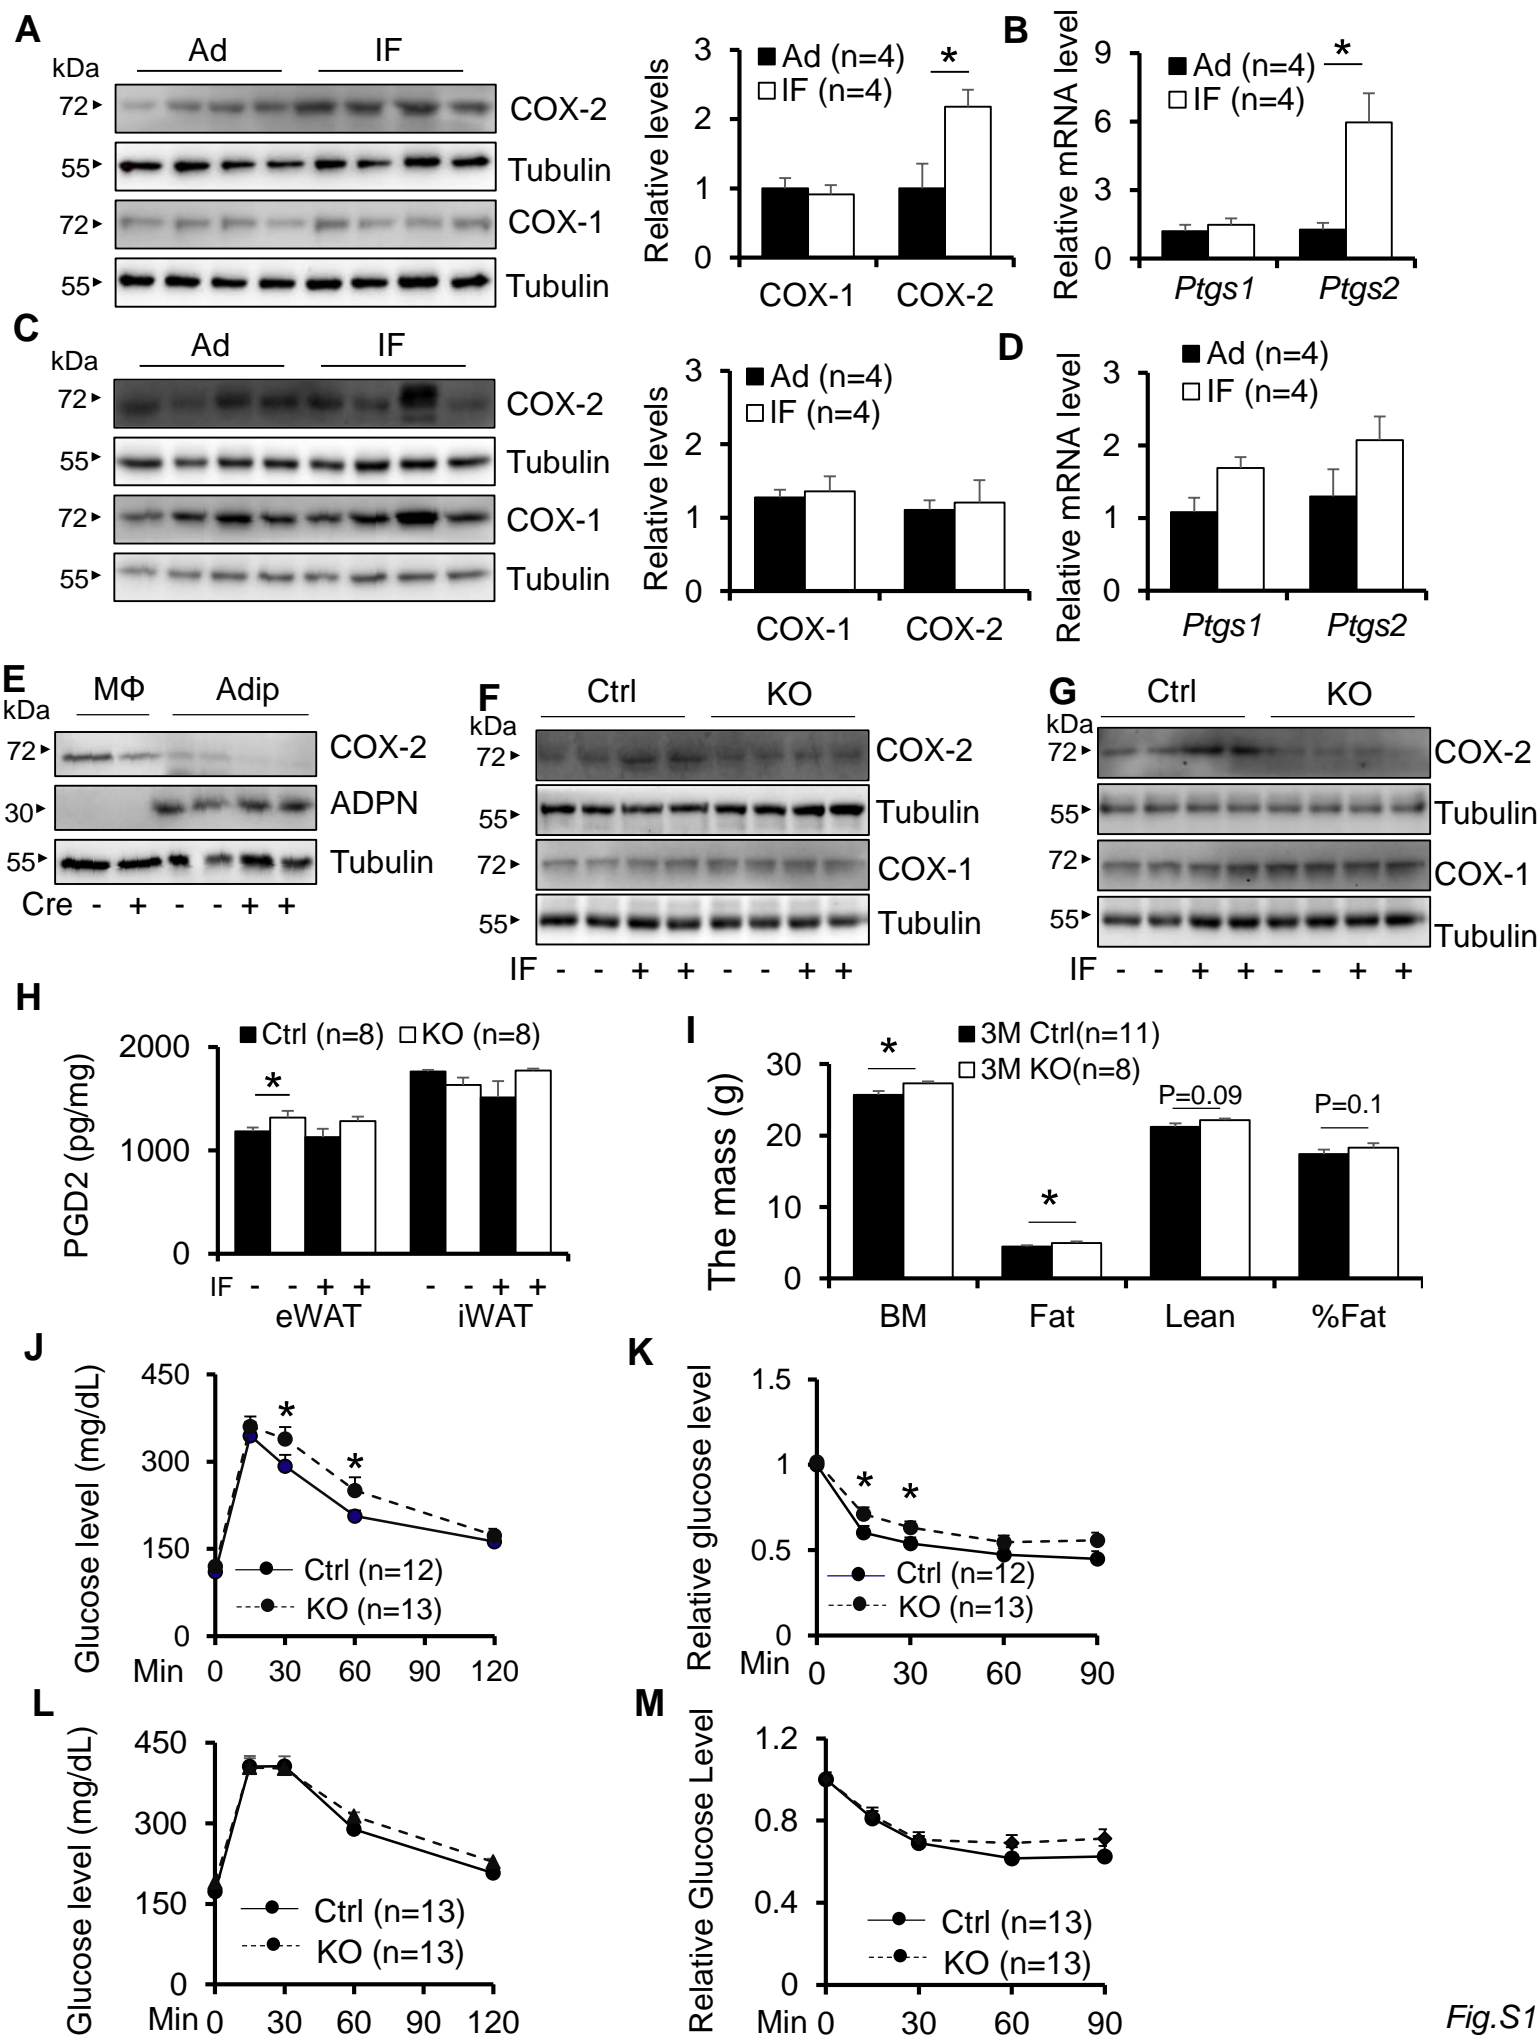 A
Ad IF
kDa
72 COX-2
55 Tubulin
72 COX-1
55 Tubulin
Relative levels
3
2
1
0
Ad (n=4)
IF (n=4)
*
COX-1 COX-2
B
Relative mRNA level
9
6
3
0
Ad (n=4)
IF (n=4)
*
Ptgs1 Ptgs2
C
Ad IF
kDa
72 COX-2
55 Tubulin
72 COX-1
55 Tubulin
Relative levels
3
2
1
0
Ad (n=4)
IF (n=4)
COX-1 COX-2
D
Relative mRNA level
3
2
1
0
Ad (n=4)
IF (n=4)
Ptgs1 Ptgs2
E
MΦ Adip
kDa
72 COX-2
30 ADPN
55 Tubulin
Cre - + - - + +
F
Ctrl KO
kDa
72 COX-2
55 Tubulin
72 COX-1
55 Tubulin
IF - - + + - - + +
G
Ctrl KO
kDa
72 COX-2
55 Tubulin
72 COX-1
55 Tubulin
IF - - + + - - + +
H
PGD2 (pg/mg)
2000
1000
0
Ctrl (n=8) KO (n=8)
*
IF - - + + - - + +
eWAT iWAT
I
The mass (g)
30
20
10
0
3M Ctrl(n=11)
3M KO(n=8)
*
*
P=0.09
P=0.1
BM Fat Lean %Fat
J
Glucose level (mg/dL)
450
300
150
0
*
*
Ctrl (n=12)
KO (n=13)
Min 0 30 60 90 120
K
Relative glucose level
1.5
1
0.5
0
* *
Ctrl (n=12)
KO (n=13)
Min 0 30 60 90
L
Glucose level (mg/dL)
450
300
150
0
Ctrl (n=13)
KO (n=13)
Min 0 30 60 90 120
M
Relative Glucose Level
1.2
0.8
0.4
0
Ctrl (n=13)
KO (n=13)
Min 0 30 60 90
Fig.S1